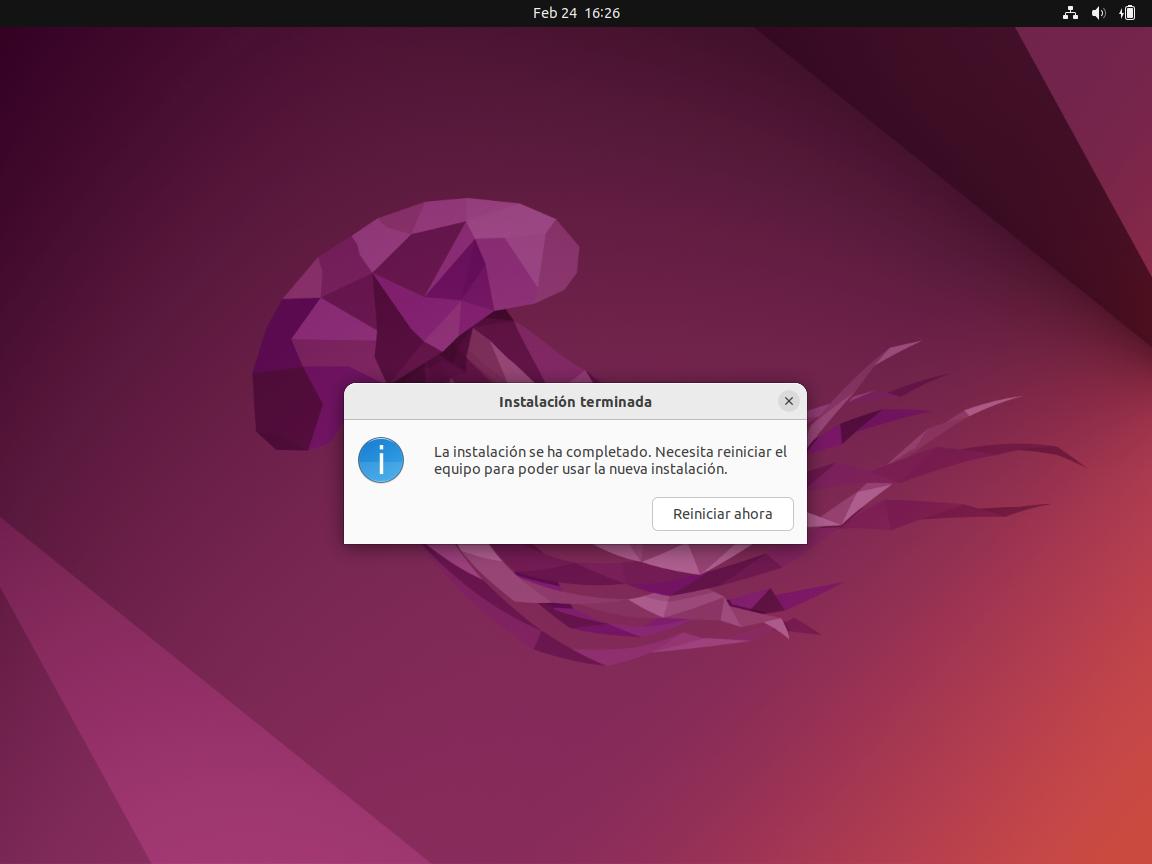 Feb 24 16:26
Instalación terminada
La instalación se ha completado. Necesita reiniciar el
equipo para poder usar la nueva instalación.
Reiniciar ahora